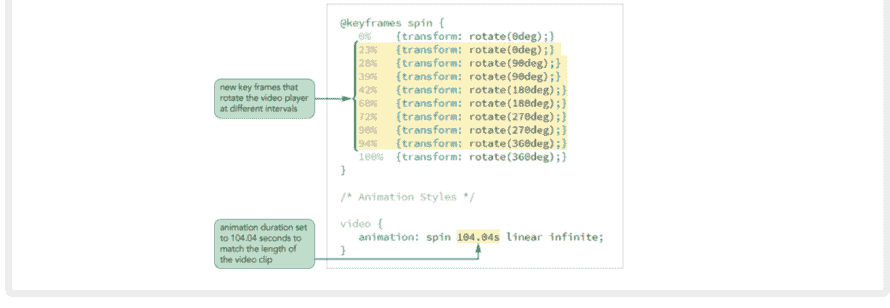 @keyframes spin {
0% {transform: rotate(0deg);}
23% {transform: rotate(0deg);}
28% {transform: rotate(90deg);}
39% {transform: rotate(90deg);}
42% {transform: rotate(180deg);}
68% {transform: rotate(180deg);}
72% {transform: rotate(270deg);}
90% {transform: rotate(270deg);}
94% {transform: rotate(360deg);}
100% {transform: rotate(360deg);}
}
new key frames that
rotate the video player
at different intervals
/* Animation Styles */
video {
animation: spin 104.04s linear infinite;
}
animation duration set
to 104.04 seconds to
match the length of
the video clip